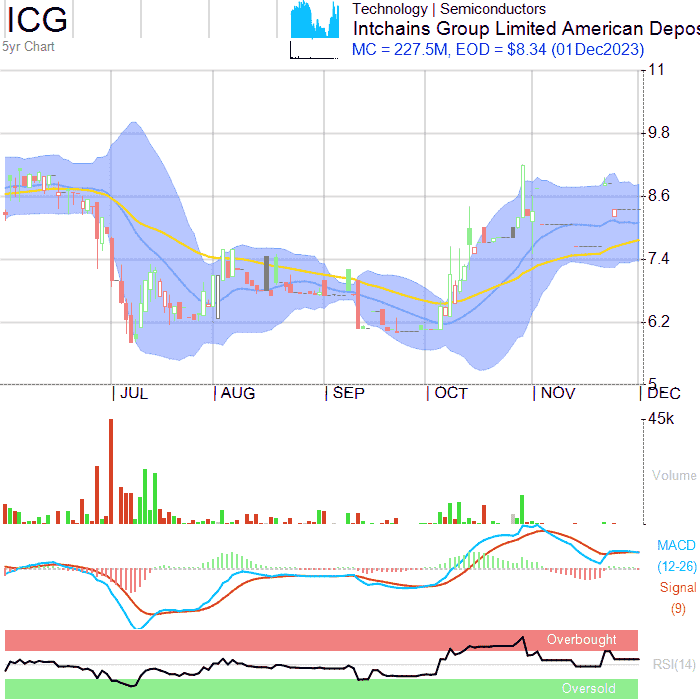 ICG
5yr Chart
Technology | Semiconductors
Intchains Group Limited American Depos
MC = 227.5M, EOD = $8.34 (01Dec2023)
11
9.8
8.6
7.4
6.2
5
JUL
AUG
SEP
OCT
NOV
DEC
45k
Volume
MACD
(12-26)
Signal
(9)
Overbought
RSI(14)
Oversold